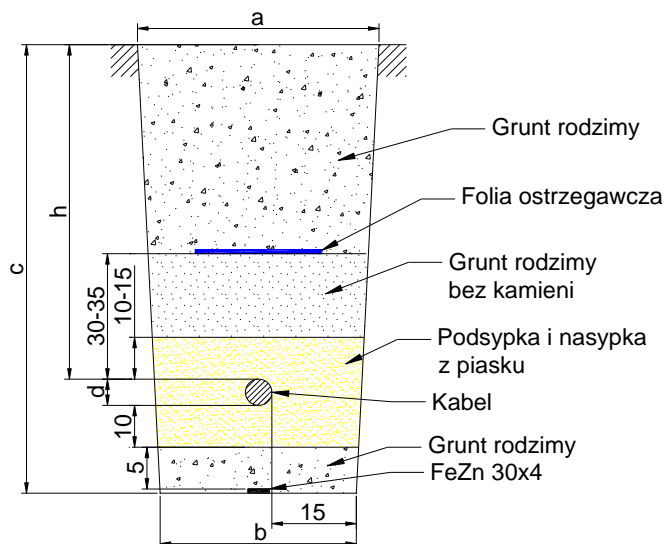 a
Grunt rodzimy
Folia ostrzegawcza
Grunt rodzimy
bez kamieni
Podsypka i nasypka
z piasku
Kabel
Grunt rodzimy
FeZn 30x4
c
h
30-35
10-15
d
10
5
15
b